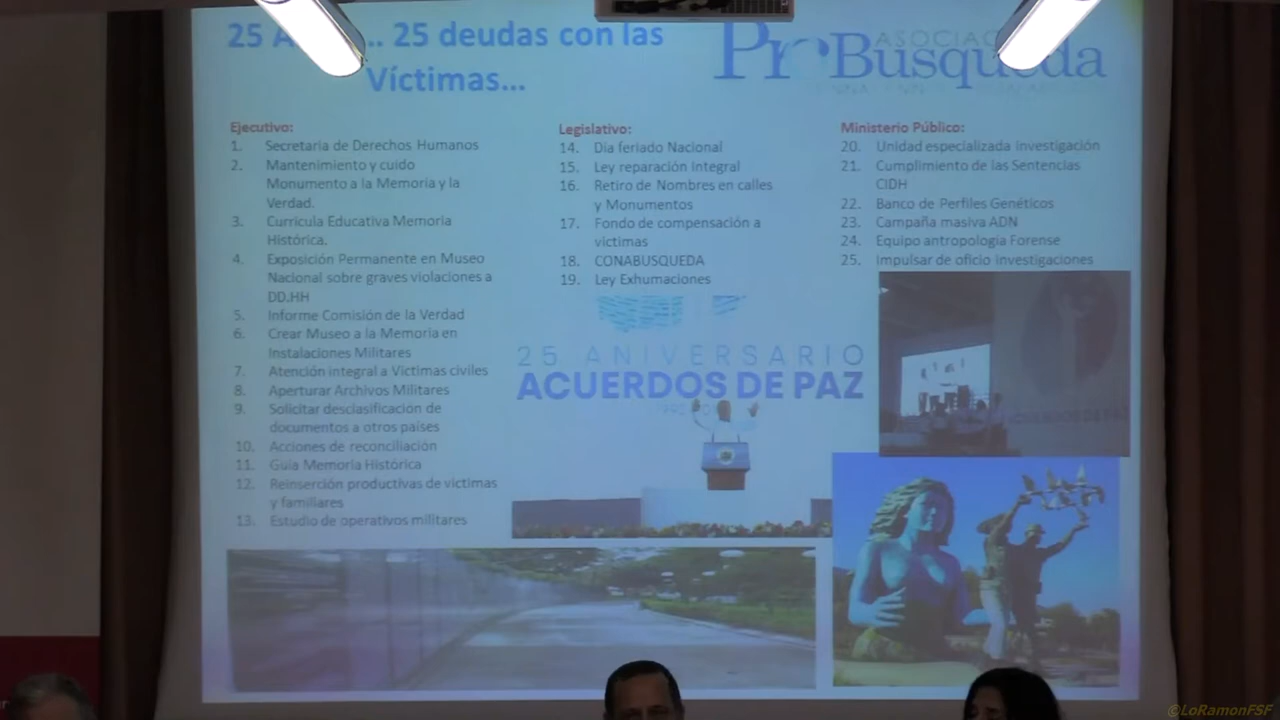 25 A... 25 deudas con las
Víctimas...
ProBúsqueda
Ejecutivo:
1. Secretaria de Derechos Humanos
2. Mantenimiento y cuido
Monumento a la Memoria y la
Verdad.
3. Curricula Educativa Memoria
Histórica.
4. Exposición Permanente en Museo
Nacional sobre graves violaciones a
DD.HH
5. Informe Comisión de la Verdad
6. Crear Museo a la Memoria en
Instalaciones Militares
7. Atención integral a Victimas civiles
8. Aperturar Archivos Militares
9. Solicitar desclasificación de
documentos a otros países
10. Acciones de reconciliación
11. Guía Memoria Histórica
12. Reinserción productivas de victimas
y familiares
13. Estudio de operativos militares
Legislativo:
14. Día feriado Nacional
15. Ley reparación Integral
16. Retiro de Nombres en calles
y Monumentos
17. Fondo de compensación a
victimas
18. CONABUSQUEDA
19. Ley Exhumaciones
25 ANIVERSARIO
ACUERDOS DE PAZ
Ministerio Público:
20. Unidad especializada investigación
21. Cumplimiento de las Sentencias
CIDH
22. Banco de Perfiles Genéticos
23. Campaña masiva ADN
24. Equipo antropología Forense
25. Impulsar de oficio investigaciones
ACUERDOS DE PAZ
©LoRamonFSF